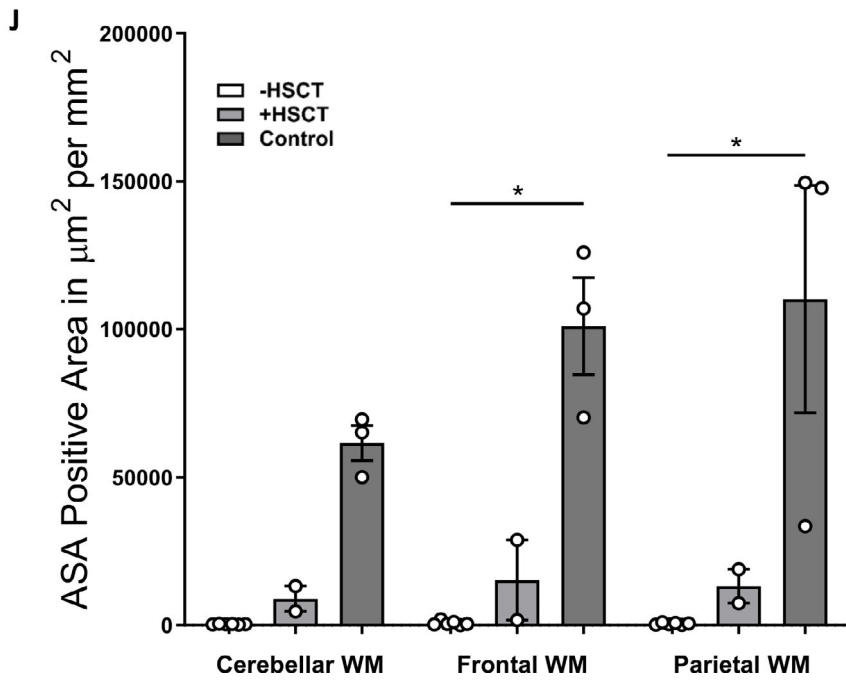 J
ASA Positive Area in μm² per mm²
200000
150000
100000
50000
0
-HSCT
+HSCT
Control
*
*
Cerebellar WM
Frontal WM
Parietal WM